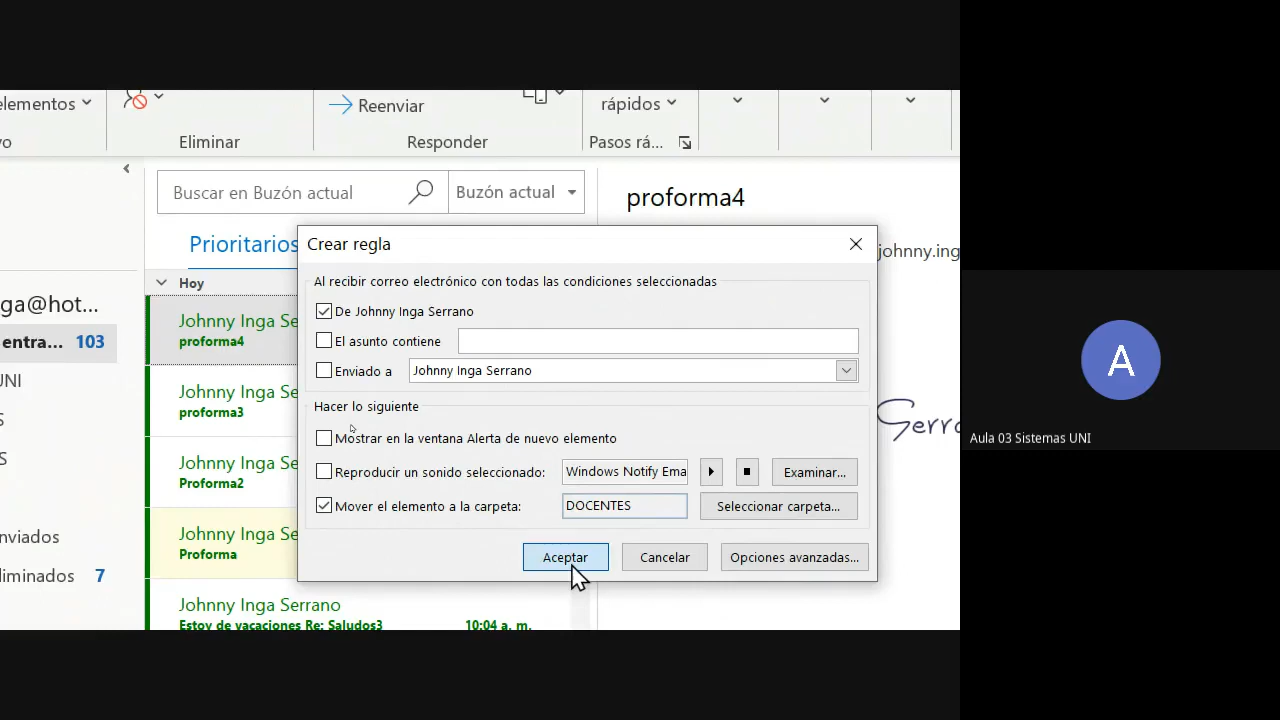 elementos
Reenviar
rápidos
vo
Eliminar
Responder
Pasos rá...
Buscar en Buzón actual
Buzón actual
proforma4
Prioritarios
johnny.ing
Crear regla
Hoy
Al recibir correo electrónico con todas las condiciones seleccionadas
nga@hot...
De Johnny Inga Serrano
Johnny Inga Se
entra... 103
proforma4
El asunto contiene
Enviado a
Johnny Inga Serrano
UNI
Johnny Inga Se
proforma3
Hacer lo siguiente
S
Serro
Mostrar en la ventana Alerta de nuevo elemento
Aula 03 Sistemas UNI
A
S
Johnny Inga Se
Proforma2
Reproducir un sonido seleccionado:
Windows Notify Ema
Examinar...
Mover el elemento a la carpeta:
DOCENTES
Seleccionar carpeta...
nviados
Johnny Inga Se
Proforma
Aceptar
Cancelar
Opciones avanzadas...
liminados 7
Johnny Inga Serrano
Estoy de vacaciones Re: Saludos3
10:04 a. m.